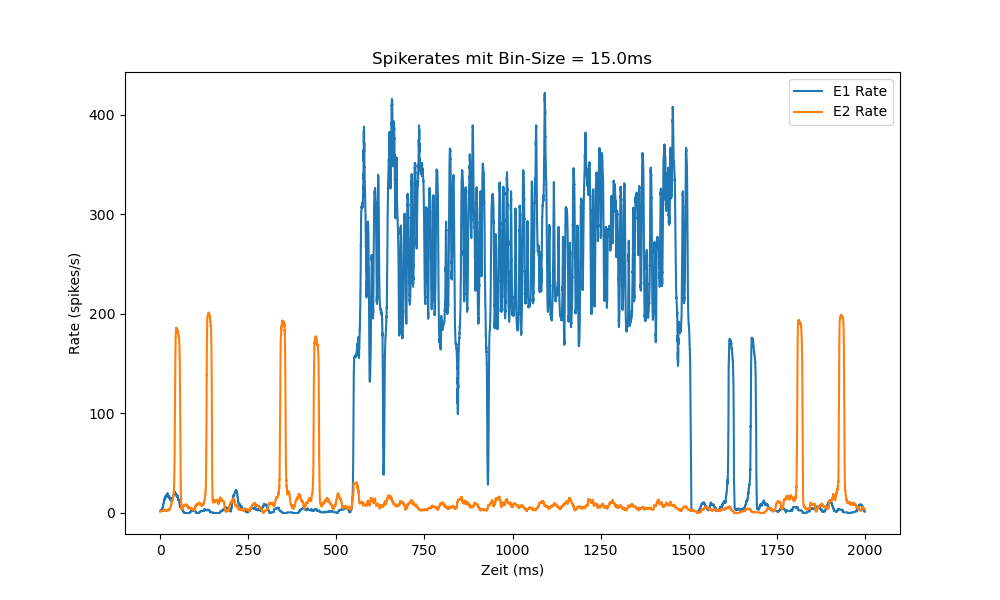 Spikerates mit Bin-Size = 15.0ms
E1 Rate
E2 Rate
Rate (spikes/s)
400
300
200
100
0
0 250 500 750 1000 1250 1500 1750 2000
Zeit (ms)